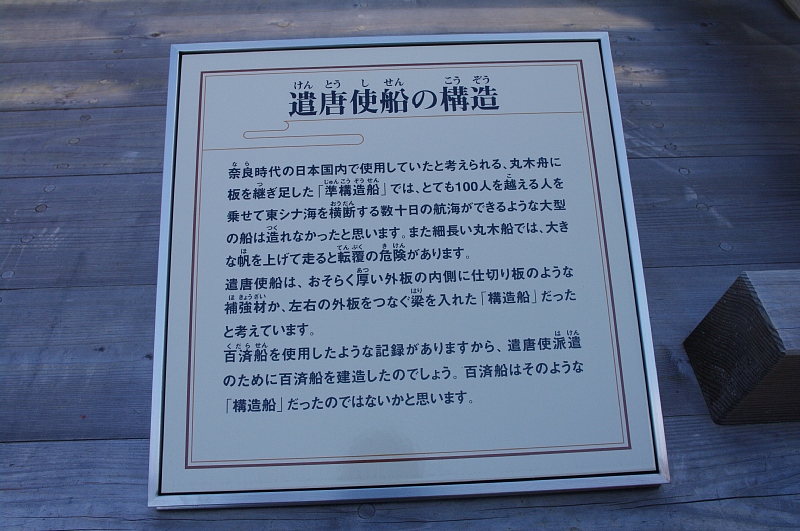 遣唐使船の構造
奈良時代の日本国内で使用していたと考えられる、丸木舟に
板を継ぎ足した「準構造船」では、とても100人を越える人を
乗せて東シナ海を横断する数十日の航海ができるような大型
の船は造れなかったと思います。また細長い丸木船では、大き
な帆を上げて走ると転覆の危険があります。
遣唐使船は、おそらく厚い外板の内側に仕切り板のような
補強材か、左右の外板をつなぐ梁を入れた「構造船」だった
と考えています。
百済船を使用したような記録がありますから、遣唐使派遣
のために百済船を建造したのでしょう。百済船はそのような
「構造船」だったのではないかと思います。